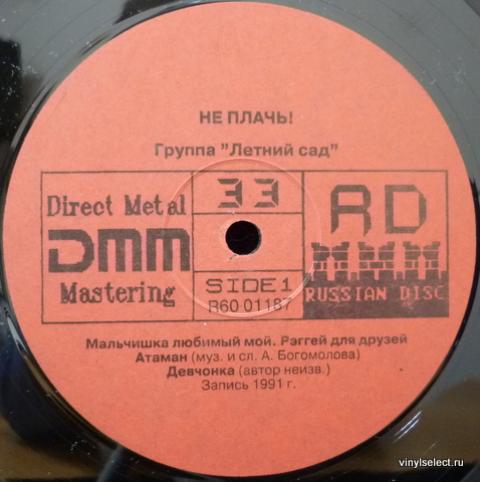 НЕ ПЛАЧЬ!
Группа "Летний сад"
Direct Metal
DMM
Mastering
33
SIDE 1
R60 01187
RD
МММ
RUSSIAN DISC
Мальчишка любимый мой. Рэггей для друзей
Атаман (муз. и сл. А. Богомолова)
Девчонка (автор неизв.)
Запись 1991 г.
vinylselect.ru